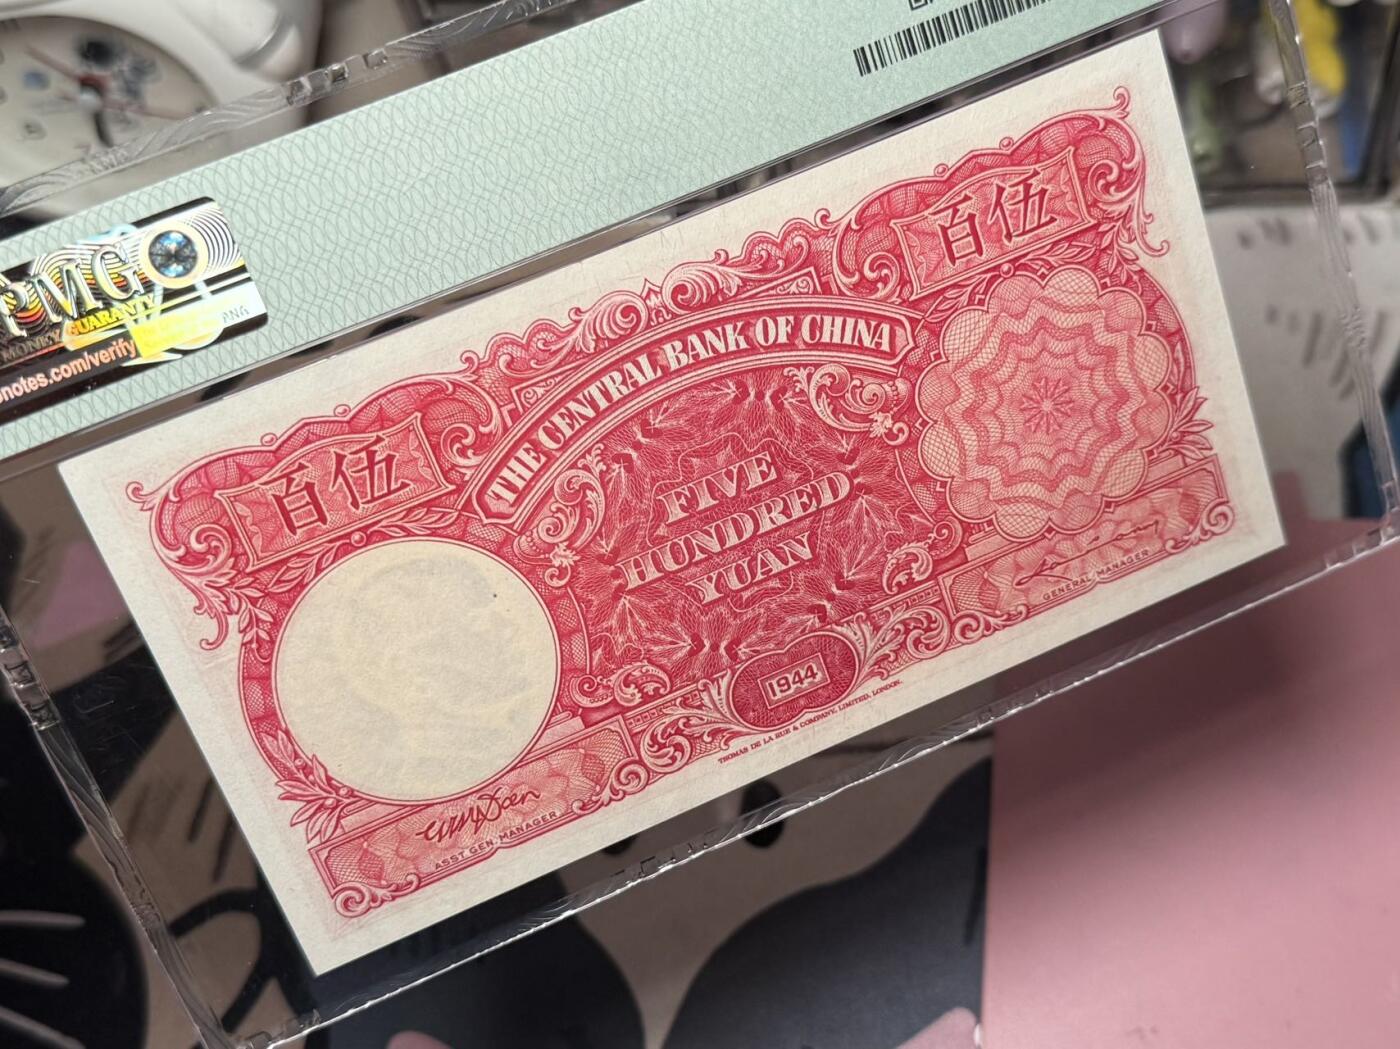 PMG
MONEY GUARANTY
notes.com/verify
百伍
百伍
THE CENTRAL BANK OF CHINA
FIVE
HUNDRED
YUAN
1944
GENERAL MANAGER
ASST GEN. MANAGER
THOMAS DE LA RUE & COMPANY, LIMITED, LONDON.